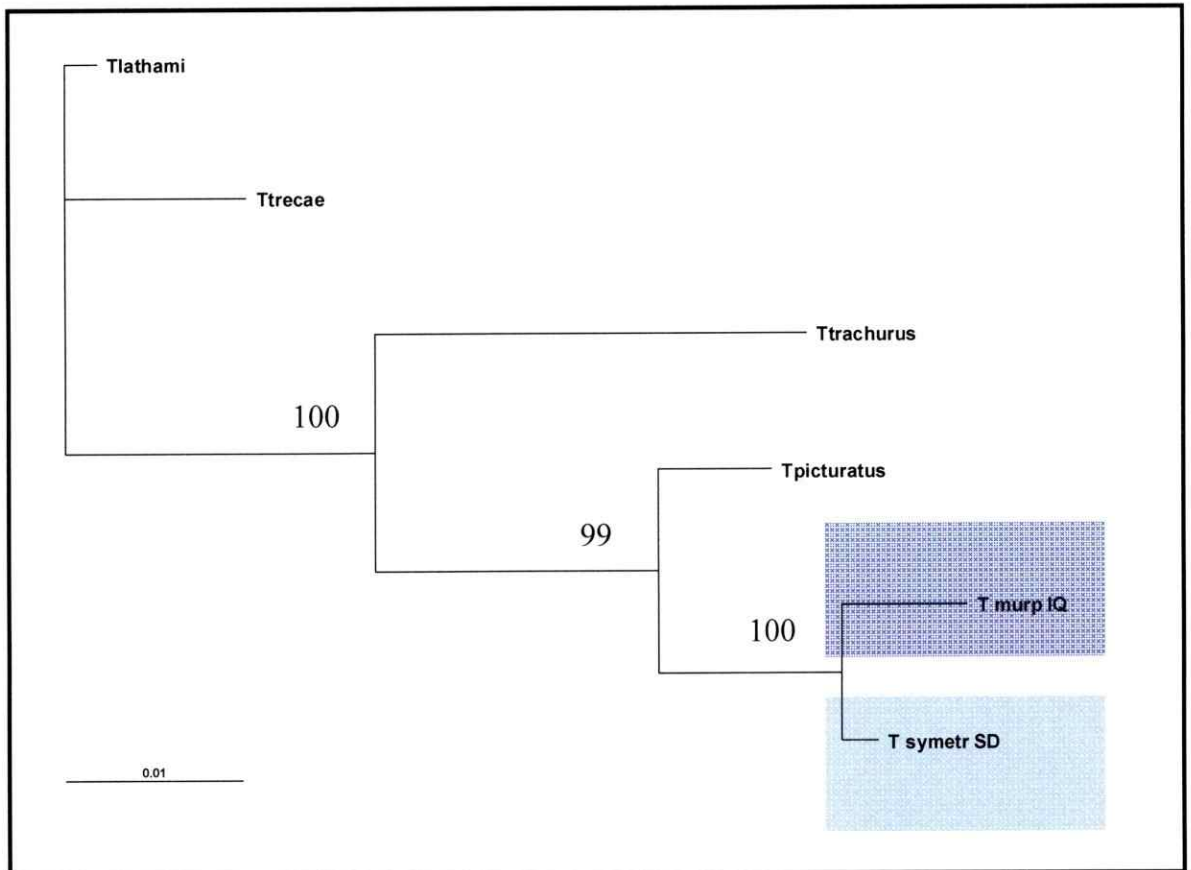 Tlathami
Ttrecae
Ttrachurus
100
Tpicturatus
99
T murp IQ
100
T symetr SD
0.01